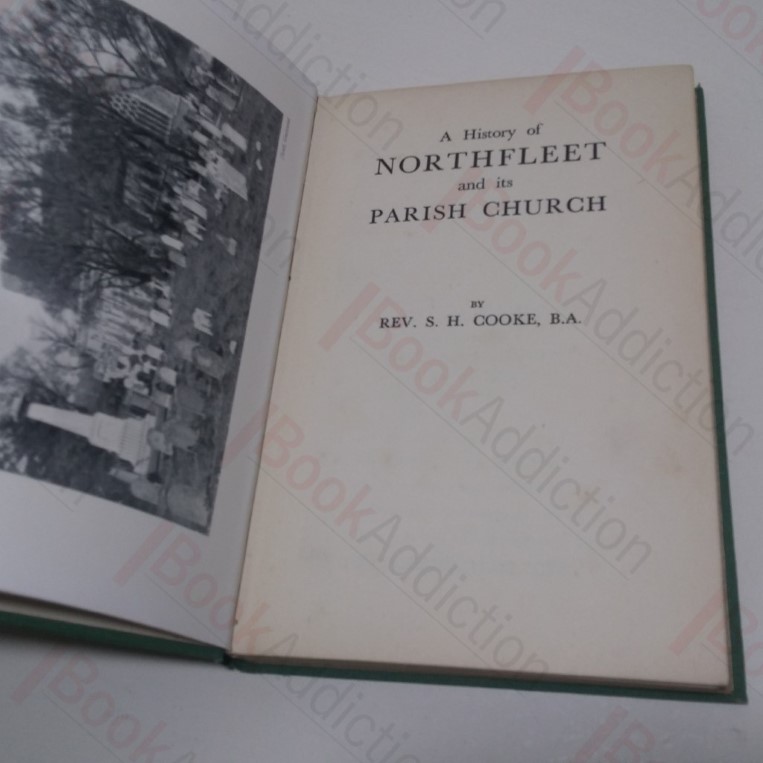 A History of
NORTHFLEET
and its
PARISH CHURCH
BY
REV. S. H. COOKE, B.A.
BookAddiction